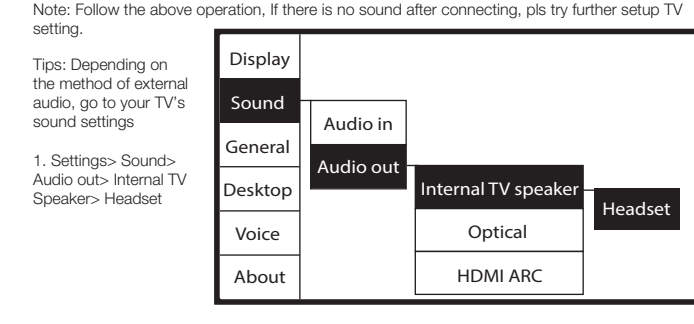 Note: Follow the above operation, If there is no sound after connecting, pls try further setup TV
setting.
Tips: Depending on
the method of external
audio, go to your TV's
sound settings
1. Settings> Sound>
Audio out> Internal TV
Speaker> Headset
Display
Sound
General
Desktop
Voice
About
Audio in
Audio out
Internal TV speaker
Optical
HDMI ARC
Headset